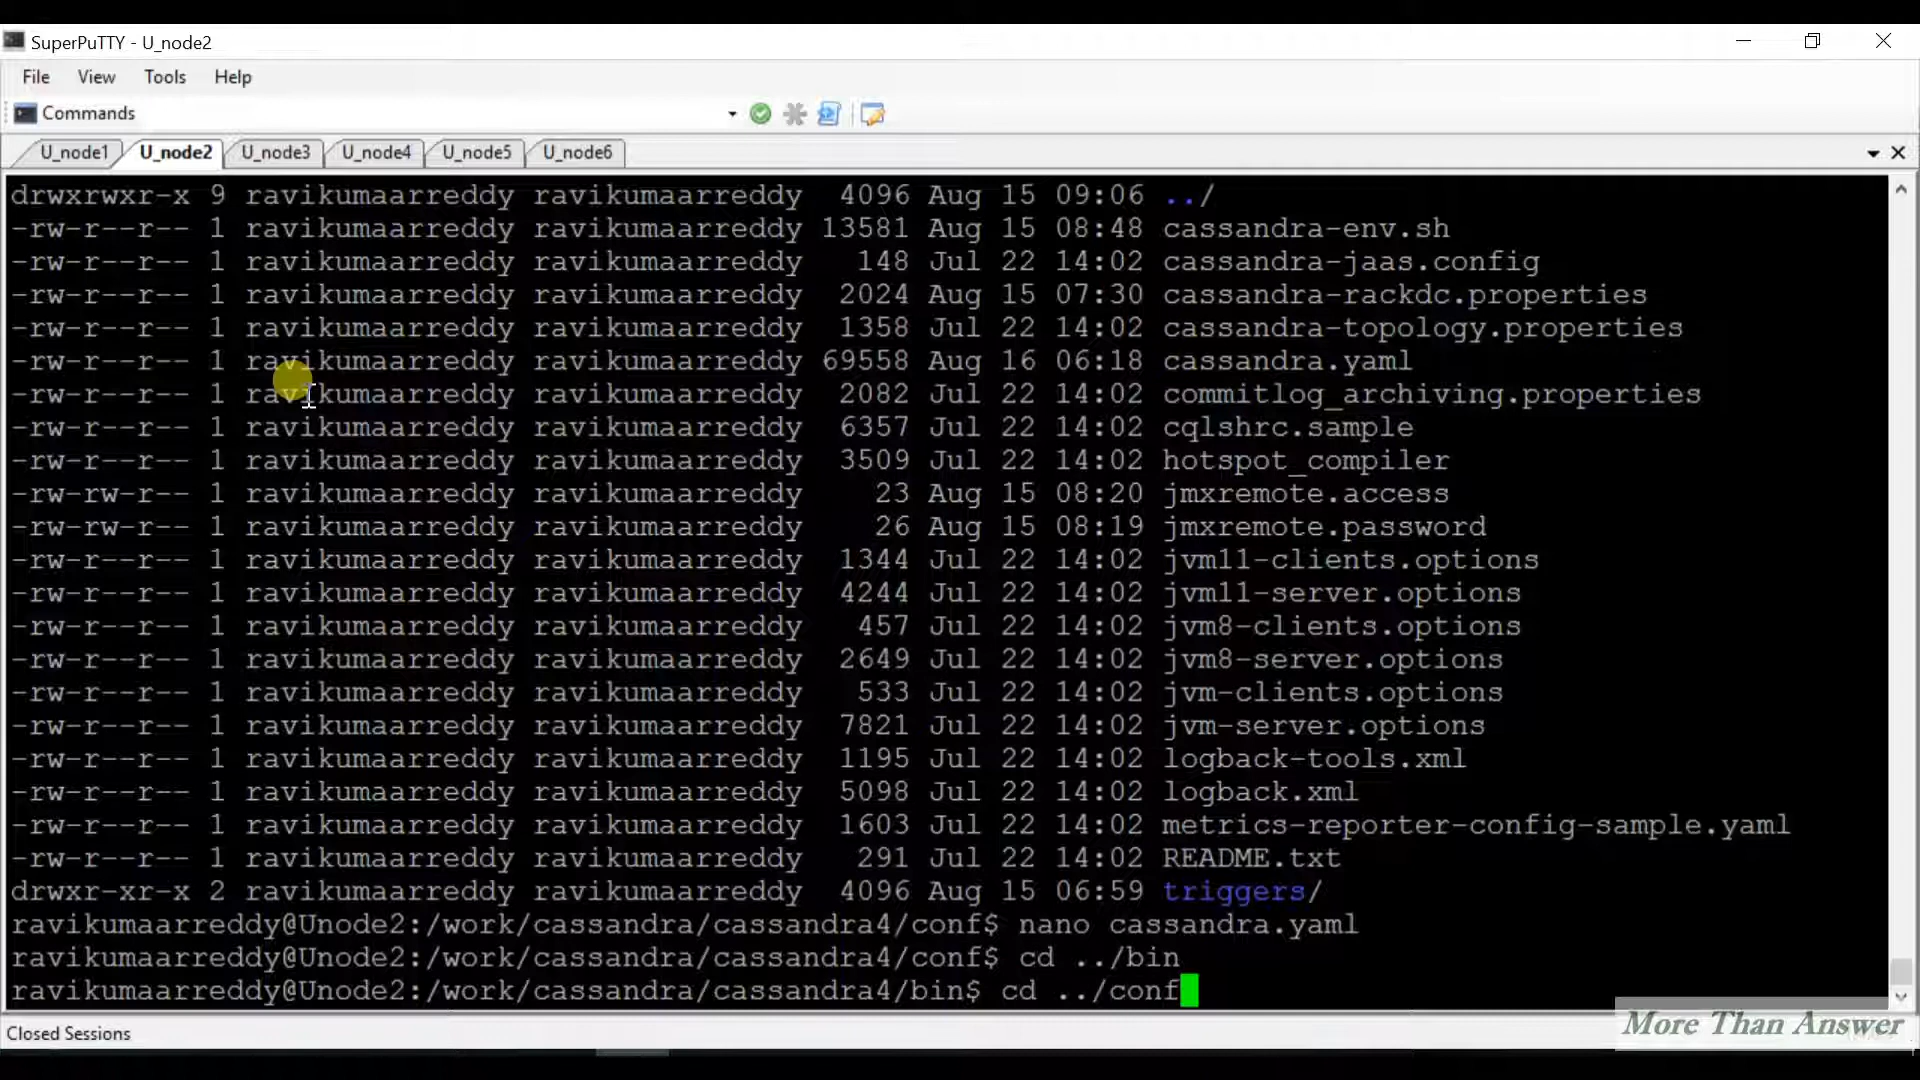 SuperPuTTY - U_node2
File View Tools Help
Commands
U_node1 U_node2 U_node3 U_node4 U_node5 U_node6
drwxrwxr-x 9 ravikumaarreddy ravikumaarreddy 4096 Aug 15 09:06 ../
-rw-r--r-- 1 ravikumaarreddy ravikumaarreddy 13581 Aug 15 08:48 cassandra-env.sh
-rw-r--r-- 1 ravikumaarreddy ravikumaarreddy 148 Jul 22 14:02 cassandra-jaas.config
-rw-r--r-- 1 ravikumaarreddy ravikumaarreddy 2024 Aug 15 07:30 cassandra-rackdc.properties
-rw-r--r-- 1 ravikumaarreddy ravikumaarreddy 1358 Jul 22 14:02 cassandra-topology.properties
-rw-r--r-- 1 ravikumaarreddy ravikumaarreddy 69558 Aug 16 06:18 cassandra.yaml
-rw-r--r-- 1 ravikumaarreddy ravikumaarreddy 2082 Jul 22 14:02 commitlog_archiving.properties
-rw-r--r-- 1 ravikumaarreddy ravikumaarreddy 6357 Jul 22 14:02 cqlshrc.sample
-rw-r--r-- 1 ravikumaarreddy ravikumaarreddy 3509 Jul 22 14:02 hotspot_compiler
-rw-rw-r-- 1 ravikumaarreddy ravikumaarreddy 23 Aug 15 08:20 jmxremote.access
-rw-rw-r-- 1 ravikumaarreddy ravikumaarreddy 26 Aug 15 08:19 jmxremote.password
-rw-r--r-- 1 ravikumaarreddy ravikumaarreddy 1344 Jul 22 14:02 jvm11-clients.options
-rw-r--r-- 1 ravikumaarreddy ravikumaarreddy 4244 Jul 22 14:02 jvm11-server.options
-rw-r--r-- 1 ravikumaarreddy ravikumaarreddy 457 Jul 22 14:02 jvm8-clients.options
-rw-r--r-- 1 ravikumaarreddy ravikumaarreddy 2649 Jul 22 14:02 jvm8-server.options
-rw-r--r-- 1 ravikumaarreddy ravikumaarreddy 533 Jul 22 14:02 jvm-clients.options
-rw-r--r-- 1 ravikumaarreddy ravikumaarreddy 7821 Jul 22 14:02 jvm-server.options
-rw-r--r-- 1 ravikumaarreddy ravikumaarreddy 1195 Jul 22 14:02 logback-tools.xml
-rw-r--r-- 1 ravikumaarreddy ravikumaarreddy 5098 Jul 22 14:02 logback.xml
-rw-r--r-- 1 ravikumaarreddy ravikumaarreddy 1603 Jul 22 14:02 metrics-reporter-config-sample.yaml
-rw-r--r-- 1 ravikumaarreddy ravikumaarreddy 291 Jul 22 14:02 README.txt
drwxr-xr-x 2 ravikumaarreddy ravikumaarreddy 4096 Aug 15 06:59 triggers/
ravikumaarreddy@Unode2:/work/cassandra/cassandra4/conf$ nano cassandra.yaml
ravikumaarreddy@Unode2:/work/cassandra/cassandra4/conf$ cd ../bin
ravikumaarreddy@Unode2:/work/cassandra/cassandra4/bin$ cd ../conf
Closed Sessions
More Than Answer